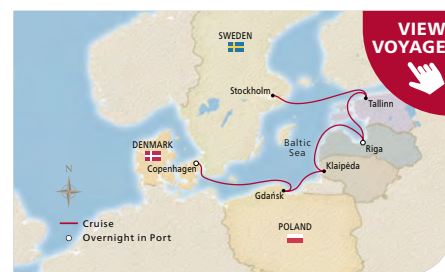 VIEW
VOYAGE
SWEDEN
Stockholm
Tallinn
Baltic
Sea
Riga
DENMARK
Copenhagen
Klaipėda
Gdańsk
N
Cruise
Overnight in Port
POLAND